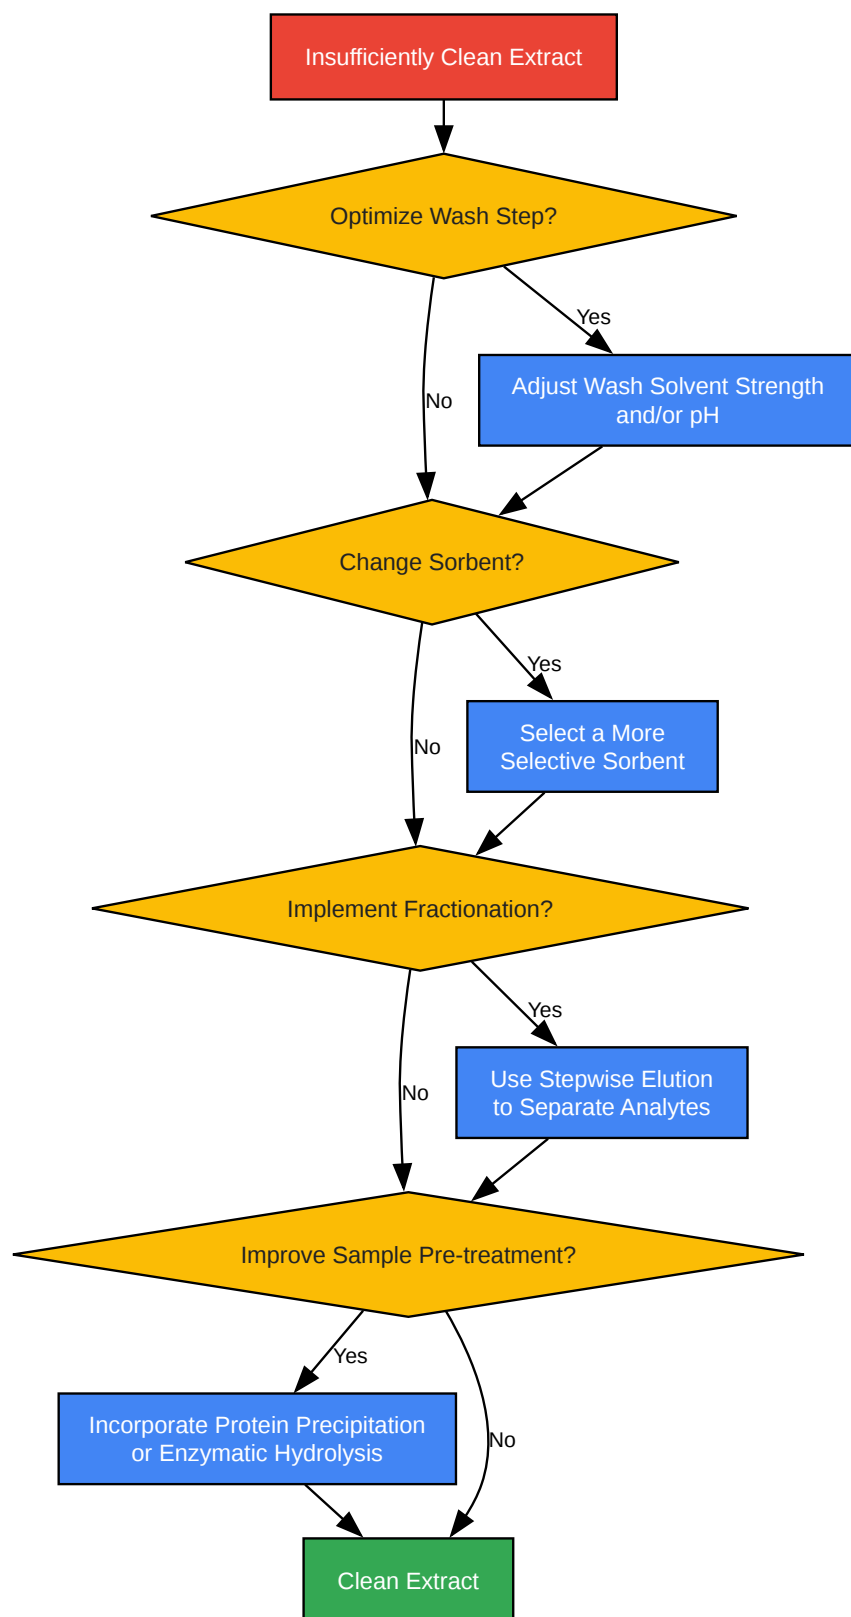 Insufficiently Clean Extract
Optimize Wash Step?
Yes
Adjust Wash Solvent Strength
and/or pH
No
Change Sorbent?
Yes
Select a More
Selective Sorbent
No
Implement Fractionation?
Yes
Use Stepwise Elution
to Separate Analytes
No
Improve Sample Pre-treatment?
Yes
Incorporate Protein Precipitation
or Enzymatic Hydrolysis
No
Clean Extract